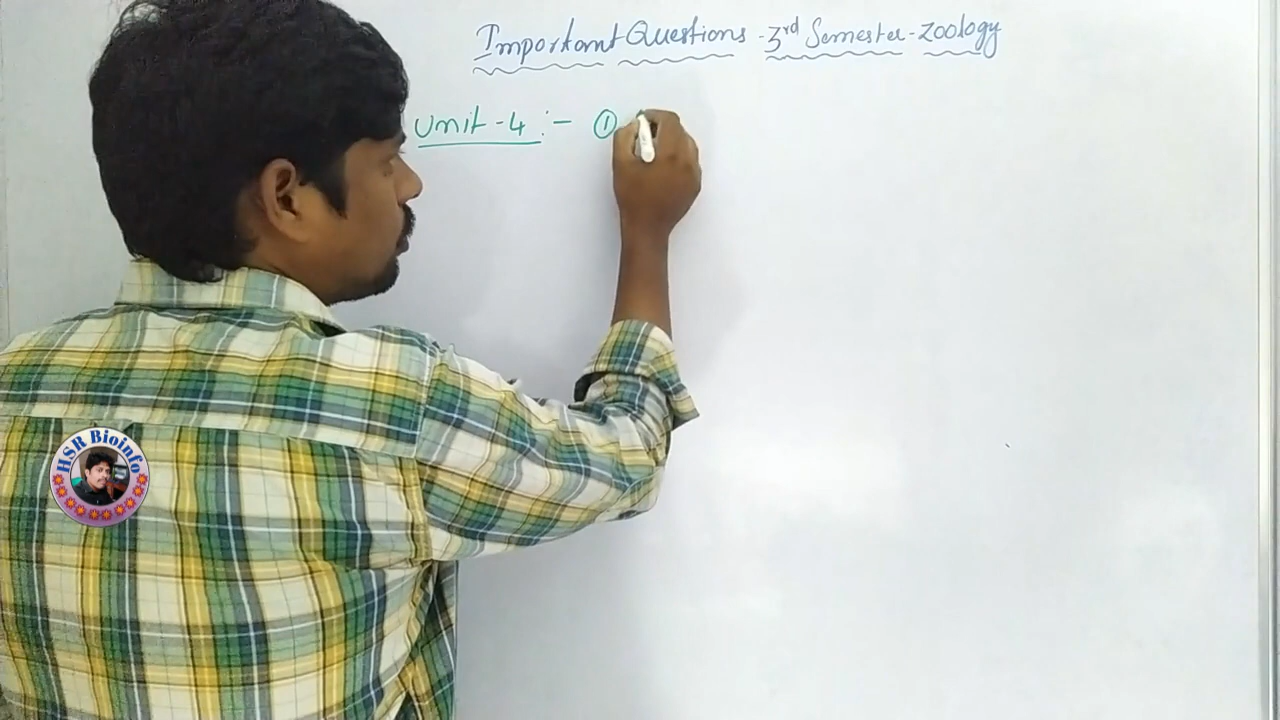 Important Questions - 3rd Semester - Zoology
Unit - 4 :- ①
HSR Bioinfo